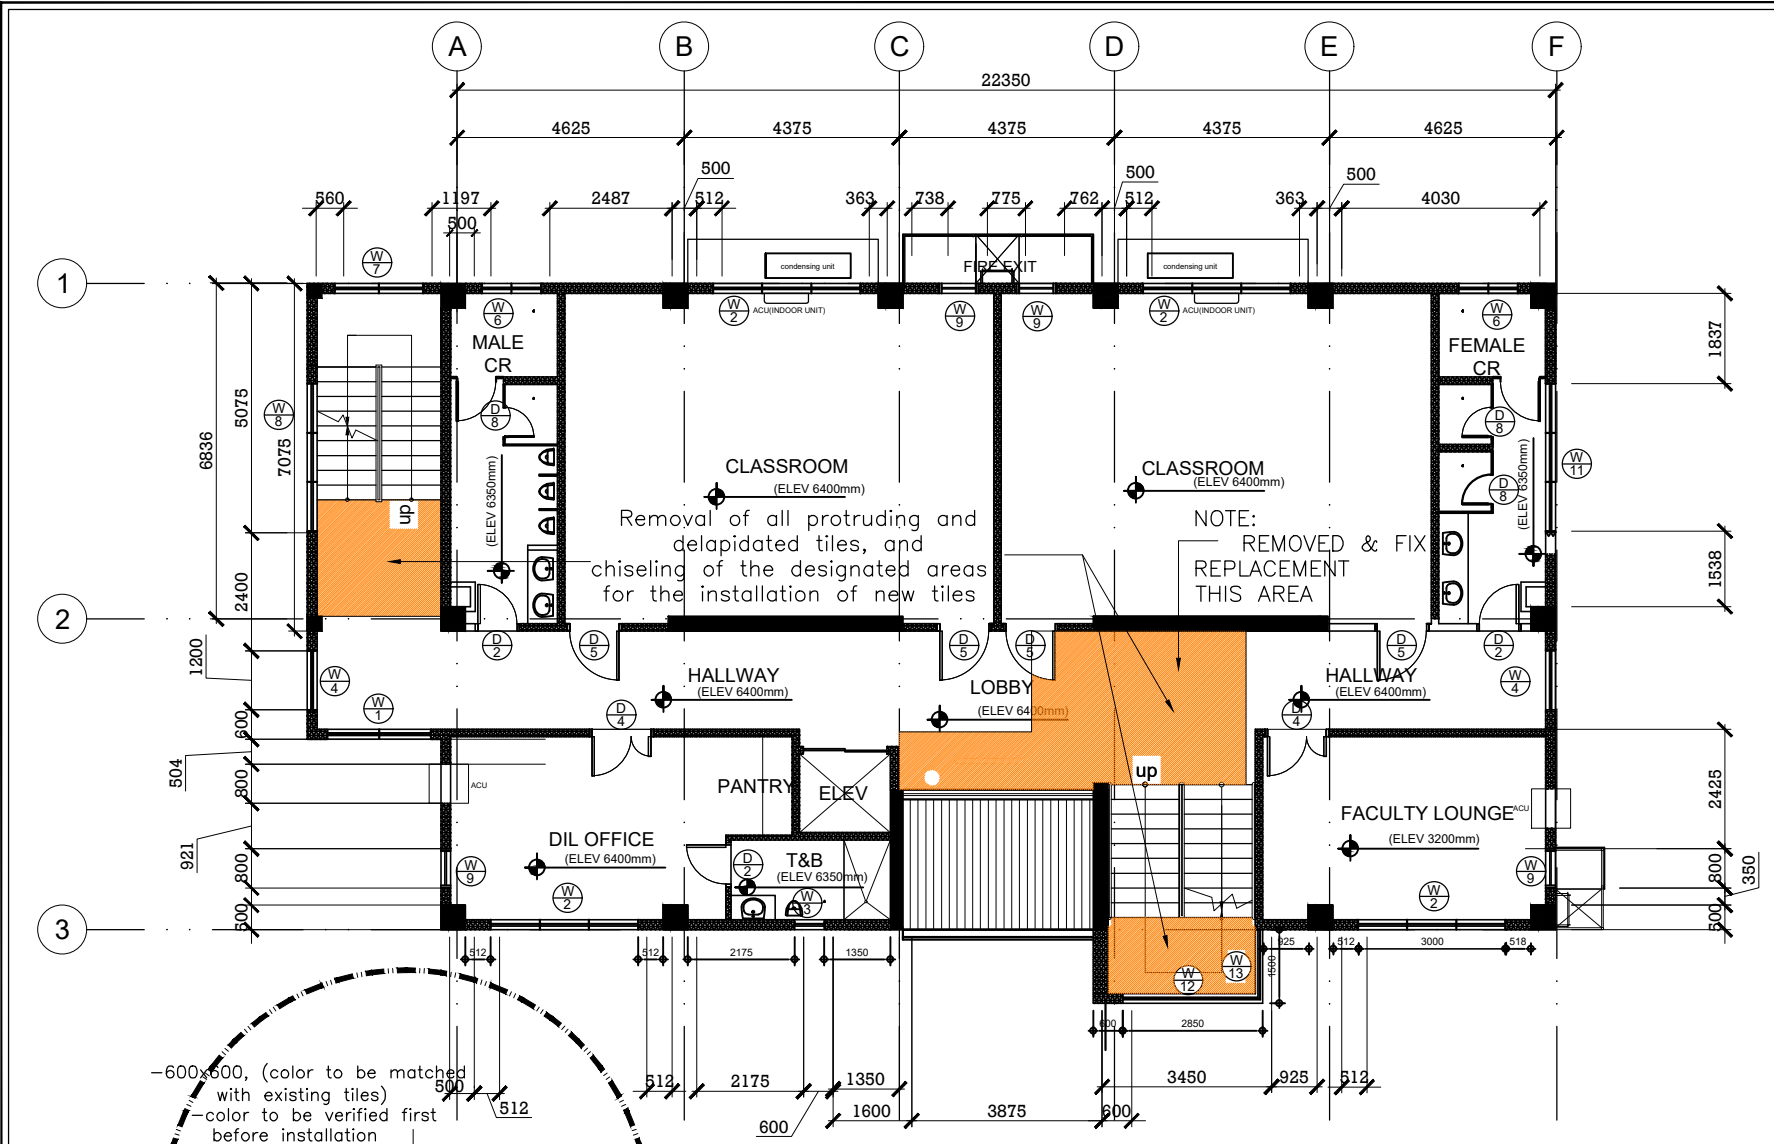 A B C D E F
22350
4625 4375 4375 4375 4625
500 500 500
560 1197 2487 512 363 738 775 762 512 363 4030
500
W
7
condensing unit
FIRE EXIT
condensing unit
1
W
6
W
2
ACU(INDOOR UNIT)
W
9
W
9
W
2
ACU(INDOOR UNIT)
W
6
MALE
CR
FEMALE
CR
1837
5075
6836
7075
W
8
D
8
D
8
W
11
CLASSROOM
(ELEV 6400mm)
CLASSROOM
(ELEV 6400mm)
D
8
(ELEV 6350mm)
(ELEV 6350mm)
up
Removal of all protruding and
delapidated tiles, and
chiseling of the designated areas
for the installation of new tiles
NOTE:
REMOVED & FIX
REPLACEMENT
THIS AREA
2400
1538
2
D
2
D
5
D
5
D
5
D
5
D
2
1200
W
4
HALLWAY
(ELEV 6400mm)
LOBBY
(ELEV 6400mm)
HALLWAY
(ELEV 6400mm)
W
4
W
1
D
4
D
4
600
504
800
ACU
PANTRY
ELEV
up
FACULTY LOUNGE
ACU
(ELEV 3200mm)
2425
DIL OFFICE
(ELEV 6400mm)
921
800
W
9
W
2
D
2
T&B
(ELEV 6350mm)
W
3
W
2
W
9
800
350
600
600
3
512 512 2175 1350
W
12
W
13
925 512 3000 518
1500
600 2850
-600x600, (color to be matched
with existing tiles)
-color to be verified first
before installation
500
512
512 2175 1350
600
1600 3875 600
3450 925 512